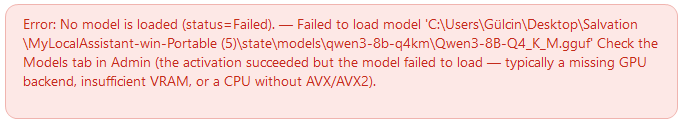 Error: No model is loaded (status=Failed). — Failed to load model 'C:\Users\Gülcin\Desktop\Salvation
\MyLocalAssistant-win-Portable (5)\state\models\qwen3-8b-q4km\Qwen3-8B-Q4_K_M.gguf' Check the
Models tab in Admin (the activation succeeded but the model failed to load — typically a missing GPU
backend, insufficient VRAM, or a CPU without AVX/AVX2).